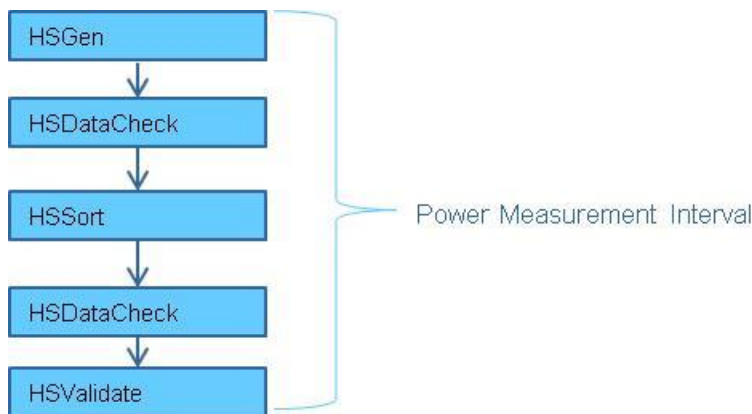 HSGen
HSDataCheck
HSSort
Power Measurement Interval
HSDataCheck
HSValidate